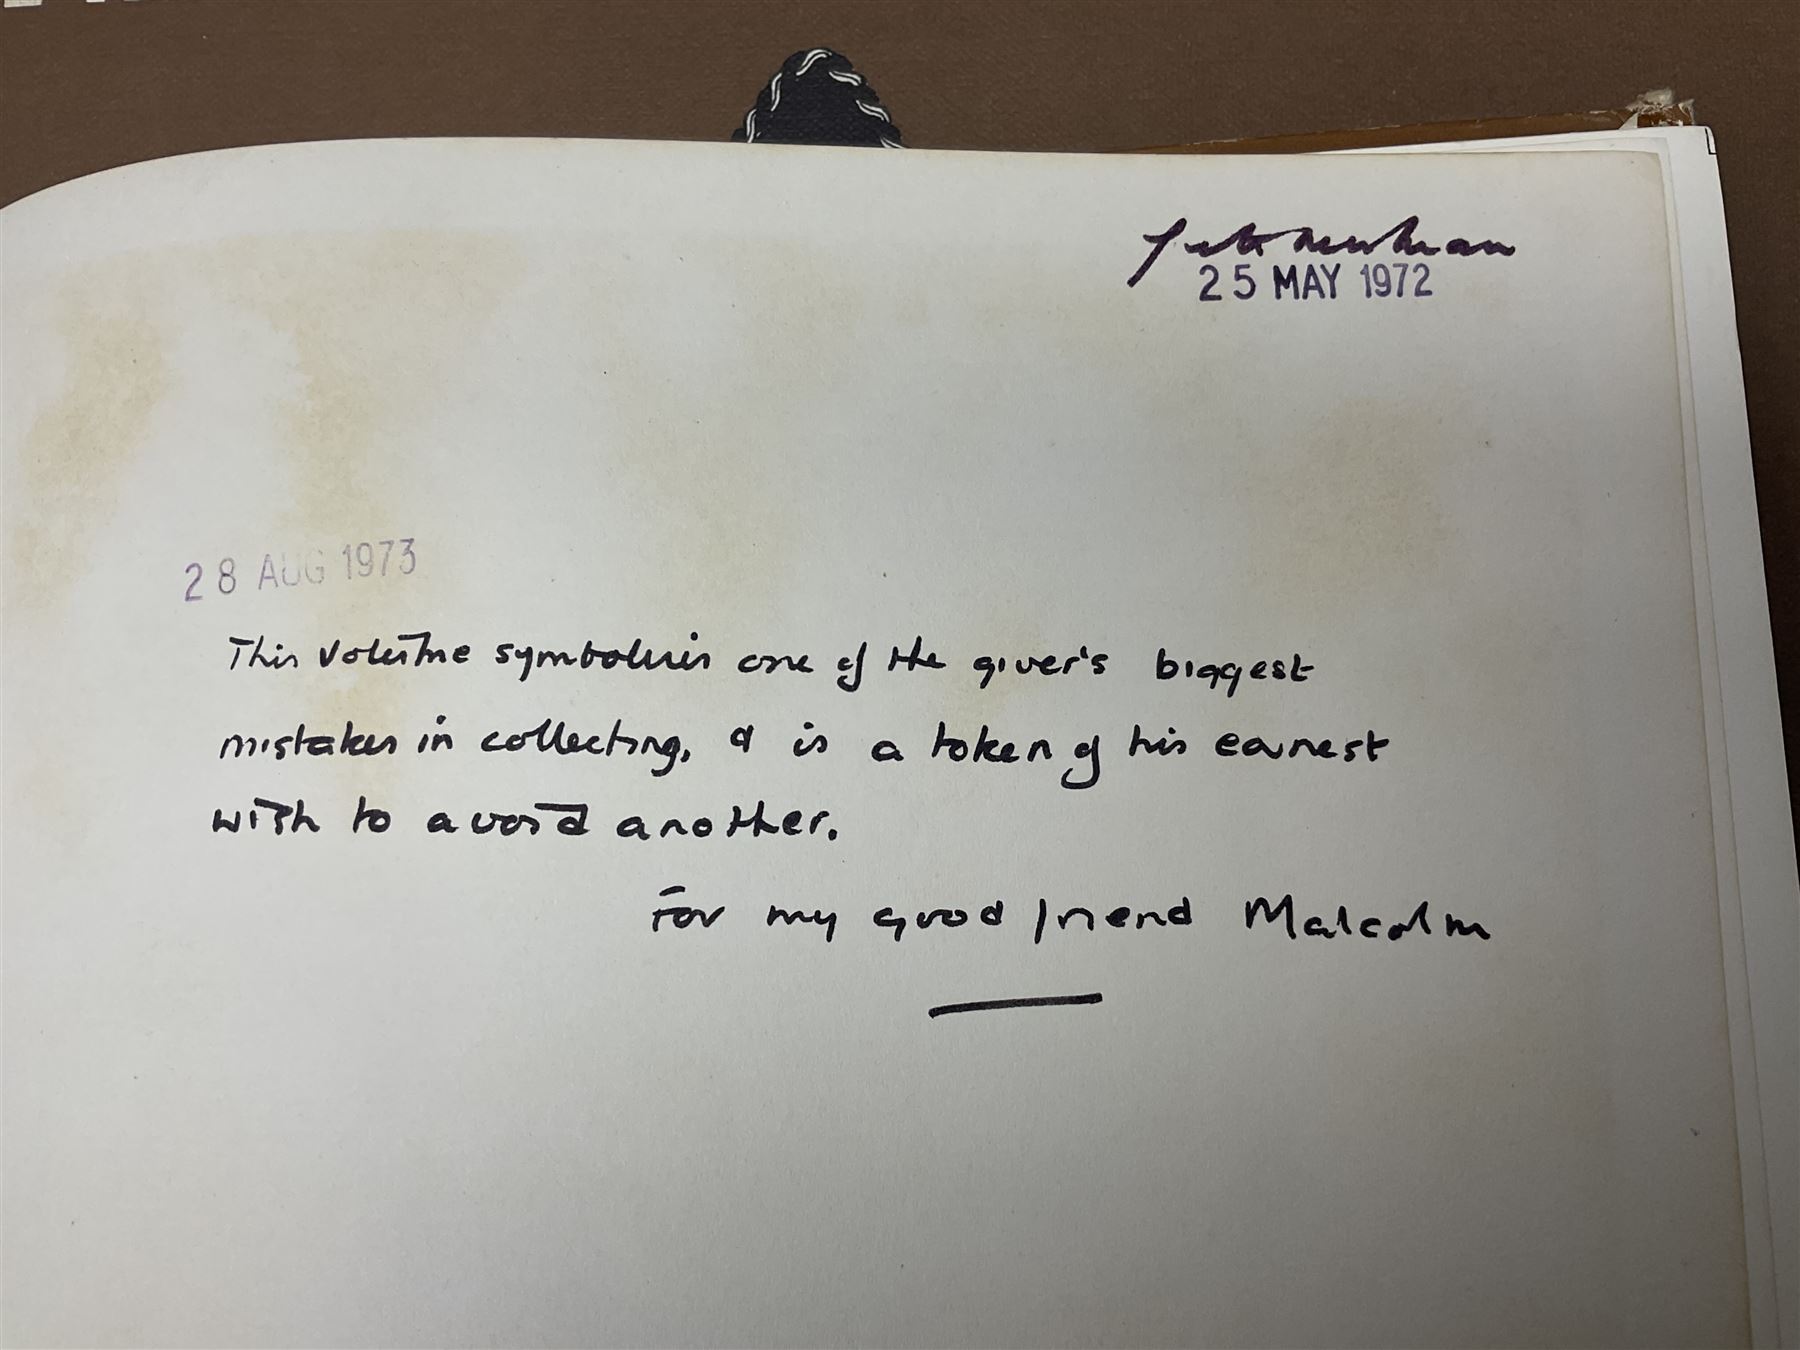 25 MAY 1972
28 AUG 1973
This volume symbolises one of the giver's biggest
mistakes in collecting, & is a token of his earnest
wish to avoid another.
For my good friend Malcolm